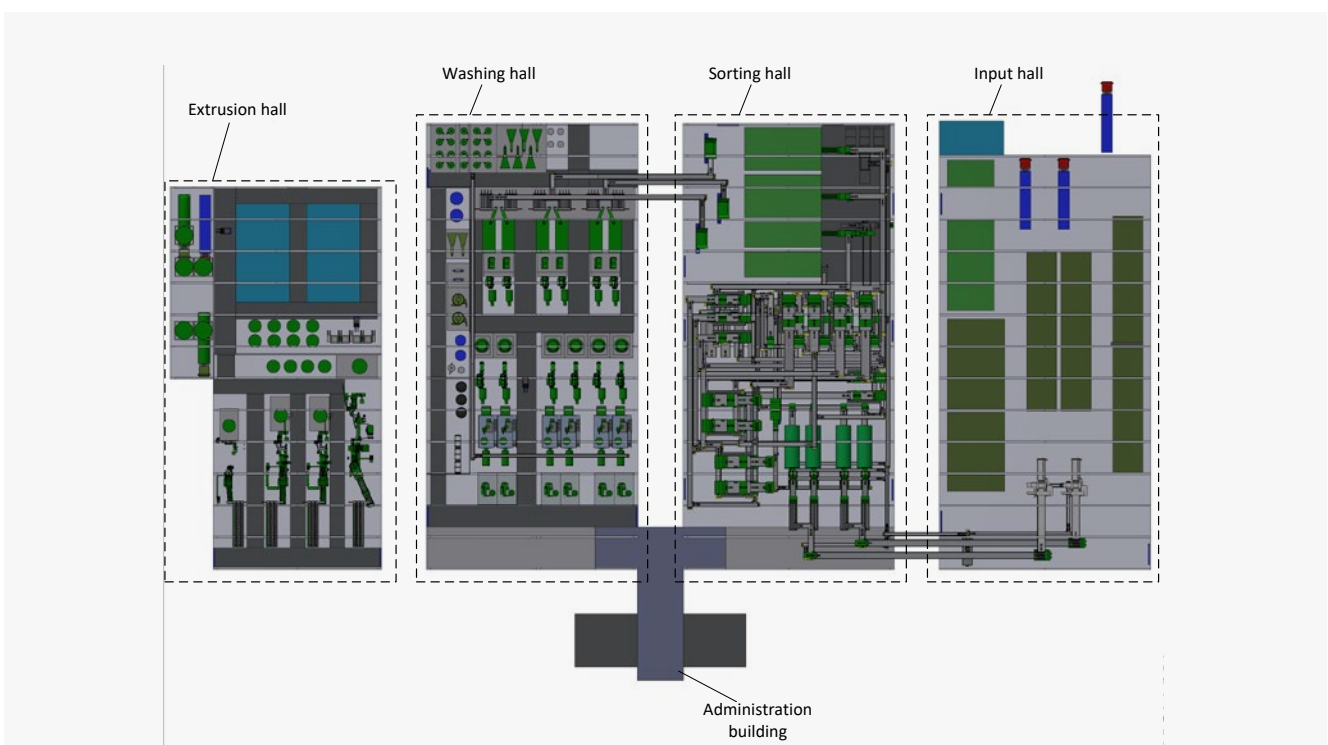 Washing hall
Sorting hall
Input hall
Extrusion hall
Administration
building